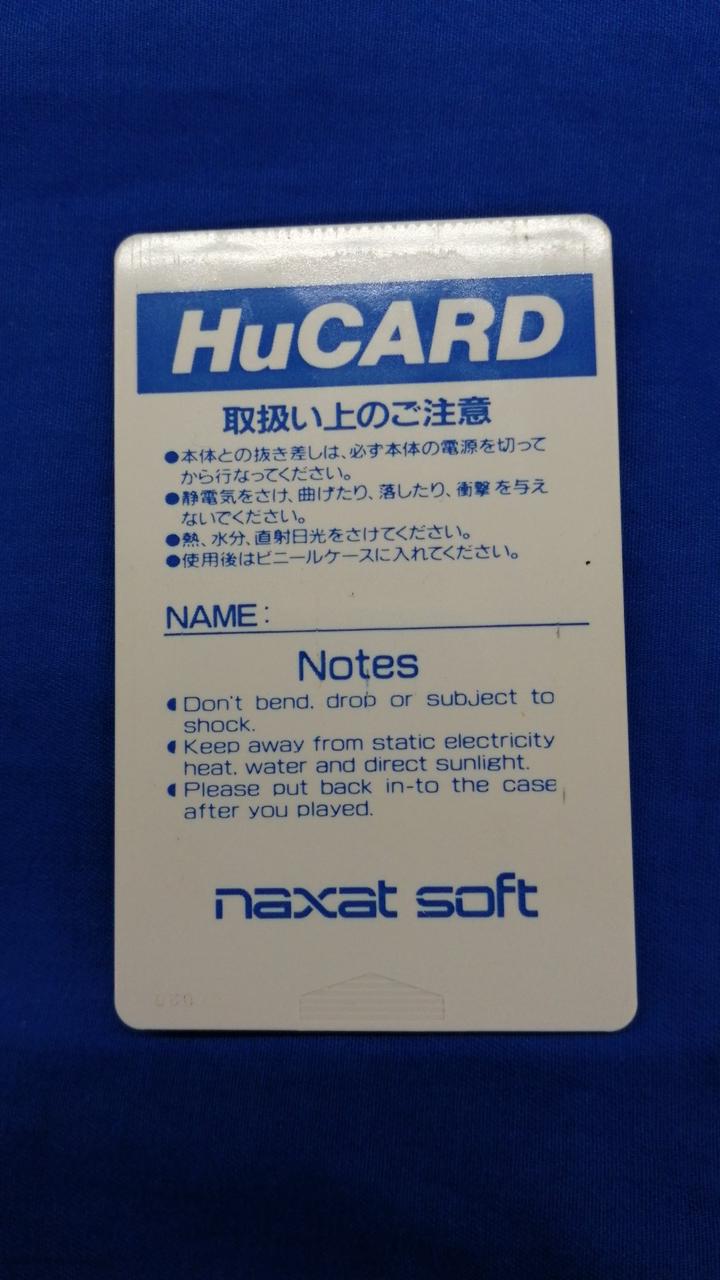 HuCARD
取扱い上のご注意
●本体との抜き差しは、必ず本体の電源を切って
から行なってください。
●静電気をさけ、曲げたり、落したり、衝撃を与え
ないでください。
●熱、水分、直射日光をさけてください。
●使用後はビニールケースに入れてください。
NAME:
Notes
Don't bend, drop or subject to
shock.
Keep away from static electricity
heat, water and direct sunlight.
Please put back in-to the case
after you played.
naxat soft